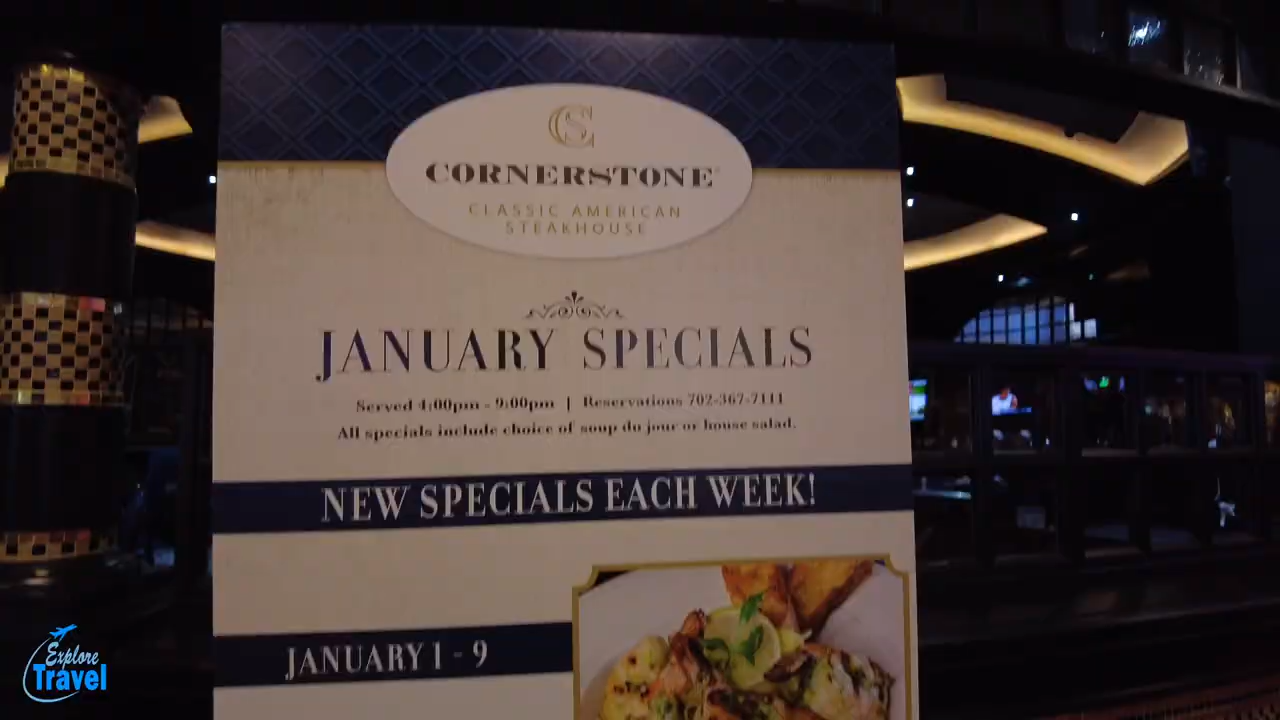 CS
CORNERSTONE
CLASSIC AMERICAN
STEAKHOUSE
JANUARY SPECIALS
Served 4:00pm - 9:00pm | Reservations 702-367-7111
All specials include choice of soup du jour or house salad.
NEW SPECIALS EACH WEEK!
JANUARY 1 - 9
Explore
Travel